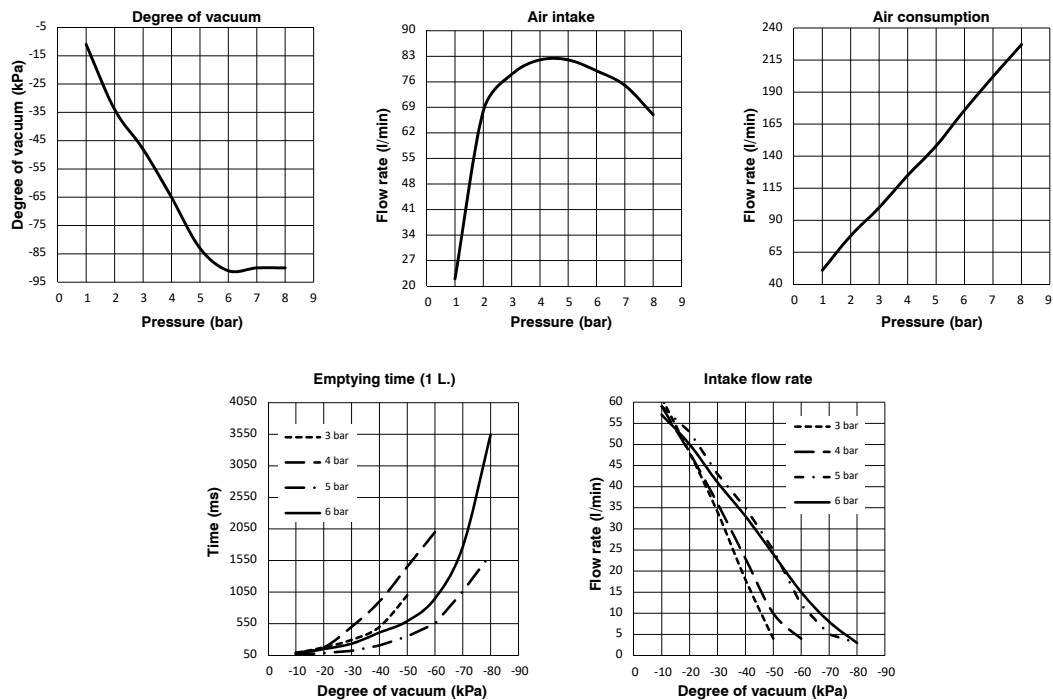 Degree of vacuum
Degree of vacuum (kPa)
-5
-15
-25
-35
-45
-55
-65
-75
-85
-95
0 1 2 3 4 5 6 7 8 9
Pressure (bar)
Air intake
Flow rate (l/min)
90
83
76
69
62
55
48
41
34
27
20
0 1 2 3 4 5 6 7 8 9
Pressure (bar)
Air consumption
Flow rate (l/min)
240
215
190
165
140
115
90
65
40
0 1 2 3 4 5 6 7 8 9
Pressure (bar)
Emptying time (1 L.)
Time (ms)
4050
3550
3050
2550
2050
1550
1050
550
50
3 bar
4 bar
5 bar
6 bar
0 -10 -20 -30 -40 -50 -60 -70 -80 -90
Degree of vacuum (kPa)
Intake flow rate
Flow rate (l/min)
60
55
50
45
40
35
30
25
20
15
10
5
0
3 bar
4 bar
5 bar
6 bar
0 -10 -20 -30 -40 -50 -60 -70 -80 -90
Degree of vacuum (kPa)